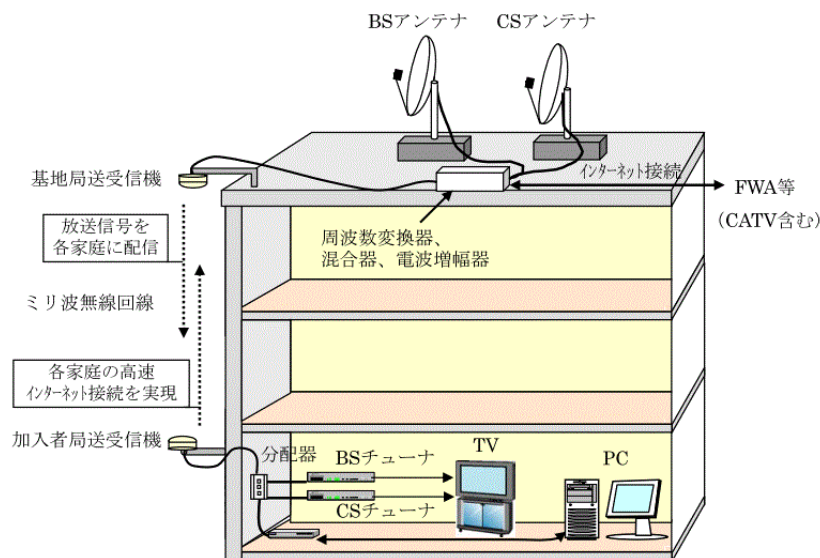 BSアンテナ
CSアンテナ
基地局送受信機
インターネット接続
FWA等
（CATV含む）
放送信号を
各家庭に配信
周波数変換器、
混合器、電波増幅器
ミリ波無線回線
各家庭の高速
インターネット接続を実現
加入者局送受信機
分配器
BSチューナ
CSチューナ
TV
PC